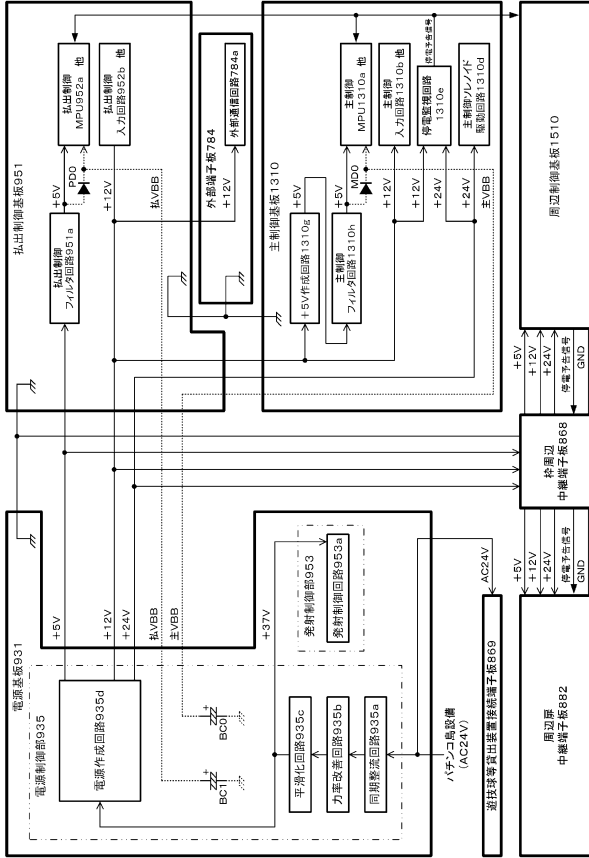 電源基板931
電源制御部935
電源作成回路935d
平滑化回路935c
力率改善回路935b
同期整流回路935a
BC1
BC0
+
+
発射制御部953
発射制御回路953a
+5V
+12V
+24V
払VBB
主VBB
+37V
パチンコ島設備
(AC24V)
AC24V
遊技球等貸出装置接続端子板869
払出制御基板951
払出制御
フィルタ回路951a
+5V
PD0
払出制御
MPU952a 他
払出制御
入力回路952b 他
+12V
払VBB
外部端子板784
外部通信回路784a
+12V
主制御基板1310
+5V作成回路1310g
+5V
主制御
フィルタ回路1310h
+5V
MD0
主制御
MPU1310a 他
主制御
入力回路1310b 他
+12V
停電監視回路
1310e
停電予告信号
+12V
+24V
主制御ソレノイド
駆動回路1310d
+24V
主VBB
枠周辺
中継端子板868
+5V
+12V
+24V
停電予告信号
GND
周辺制御基板1510
+5V
+12V
+24V
停電予告信号
GND
周辺扉
中継端子板882